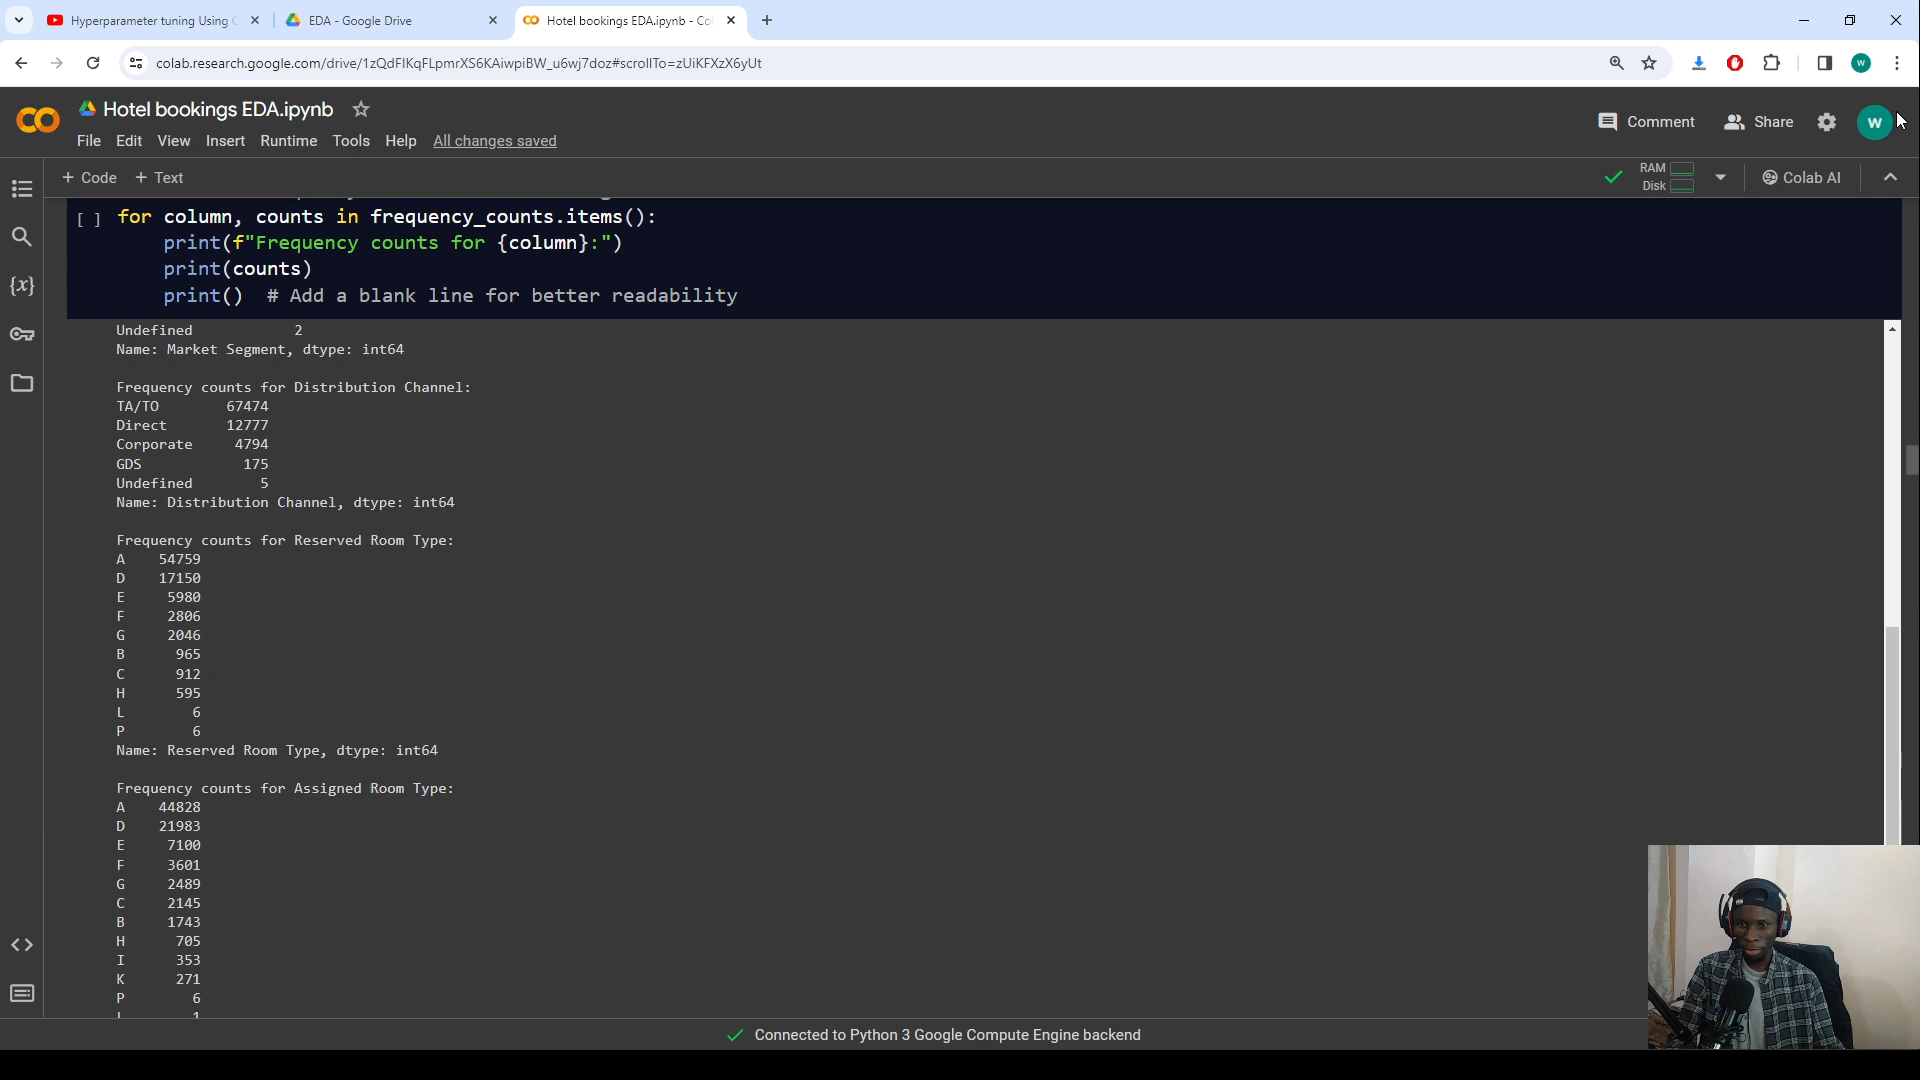 Hyperparameter tuning Using
EDA - Google Drive
Hotel bookings EDA.ipynb - Co
colab.research.google.com/drive/1zQdFIKqFLpmrXS6KAiwpiBW_u6wj7doz#scrollTo=zUiKFXzX6yUt
W
Hotel bookings EDA.ipynb
File Edit View Insert Runtime Tools Help All changes saved
Comment
Share
W
+ Code + Text
RAM
Disk
Colab AI
{x}
[ ] for column, counts in frequency_counts.items():
print(f"Frequency counts for {column}:")
print(counts)
print() # Add a blank line for better readability
Undefined 2
Name: Market Segment, dtype: int64
Frequency counts for Distribution Channel:
TA/TO 67474
Direct 12777
Corporate 4794
GDS 175
Undefined 5
Name: Distribution Channel, dtype: int64
Frequency counts for Reserved Room Type:
A 54759
D 17150
E 5980
F 2806
G 2046
B 965
C 912
H 595
L 6
P 6
Name: Reserved Room Type, dtype: int64
Frequency counts for Assigned Room Type:
A 44828
D 21983
E 7100
F 3601
G 2489
C 2145
B 1743
H 705
I 353
K 271
P 6
L 1
Connected to Python 3 Google Compute Engine backend